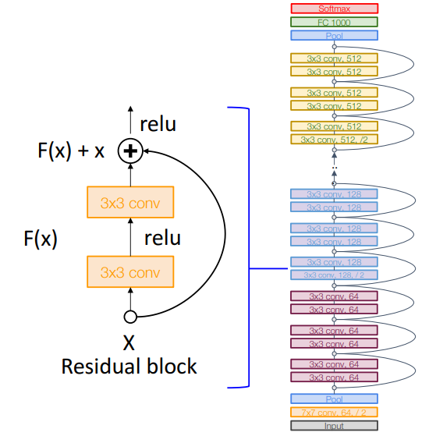 relu
F(x) + x
+
3x3 conv
F(x)
relu
3x3 conv
X
Residual block
Softmax
FC 1000
Pool
3x3 conv, 512
3x3 conv, 512
3x3 conv, 512
3x3 conv, 512
3x3 conv, 512
3x3 conv, 512, /2
..
3x3 conv, 128
3x3 conv, 128
3x3 conv, 128
3x3 conv, 128
3x3 conv, 128
3x3 conv, 128, / 2
3x3 conv, 64
3x3 conv, 64
3x3 conv, 64
3x3 conv, 64
3x3 conv, 64
3x3 conv, 64
Pool
7x7 conv, 64, / 2
Input